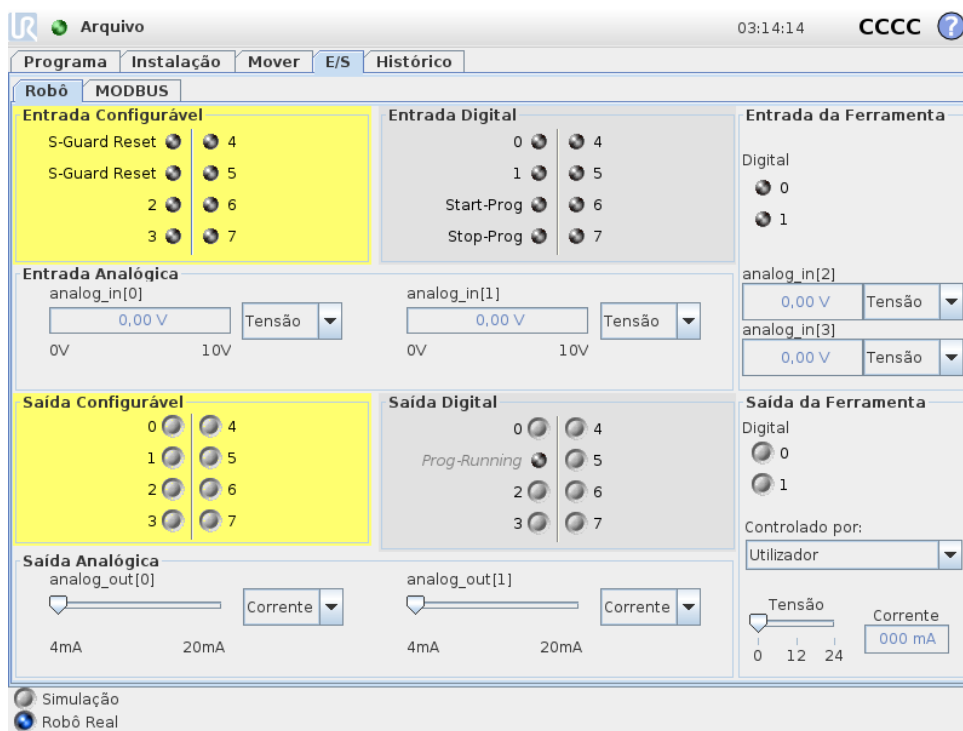 UR Arquivo 03:14:14 CCCC ?
Programa Instalação Mover E/S Histórico
Robô MODBUS
Entrada Configurável
S-Guard Reset 4
S-Guard Reset 5
2 6
3 7
Entrada Digital
0 4
1 5
Start-Prog 6
Stop-Prog 7
Entrada da Ferramenta
Digital
0
1
analog_in[2]
0,00 V Tensão
analog_in[3]
0,00 V Tensão
Entrada Analógica
analog_in[0]
0,00 V Tensão
0V 10V
analog_in[1]
0,00 V Tensão
0V 10V
Saída Configurável
0 4
1 5
2 6
3 7
Saída Digital
0 4
Prog-Running 5
2 6
3 7
Saída da Ferramenta
Digital
0
1
Controlado por:
Utilizador
Tensão
0 12 24
Corrente
000 mA
Saída Analógica
analog_out[0]
Corrente
4mA 20mA
analog_out[1]
Corrente
4mA 20mA
Simulação
Robô Real